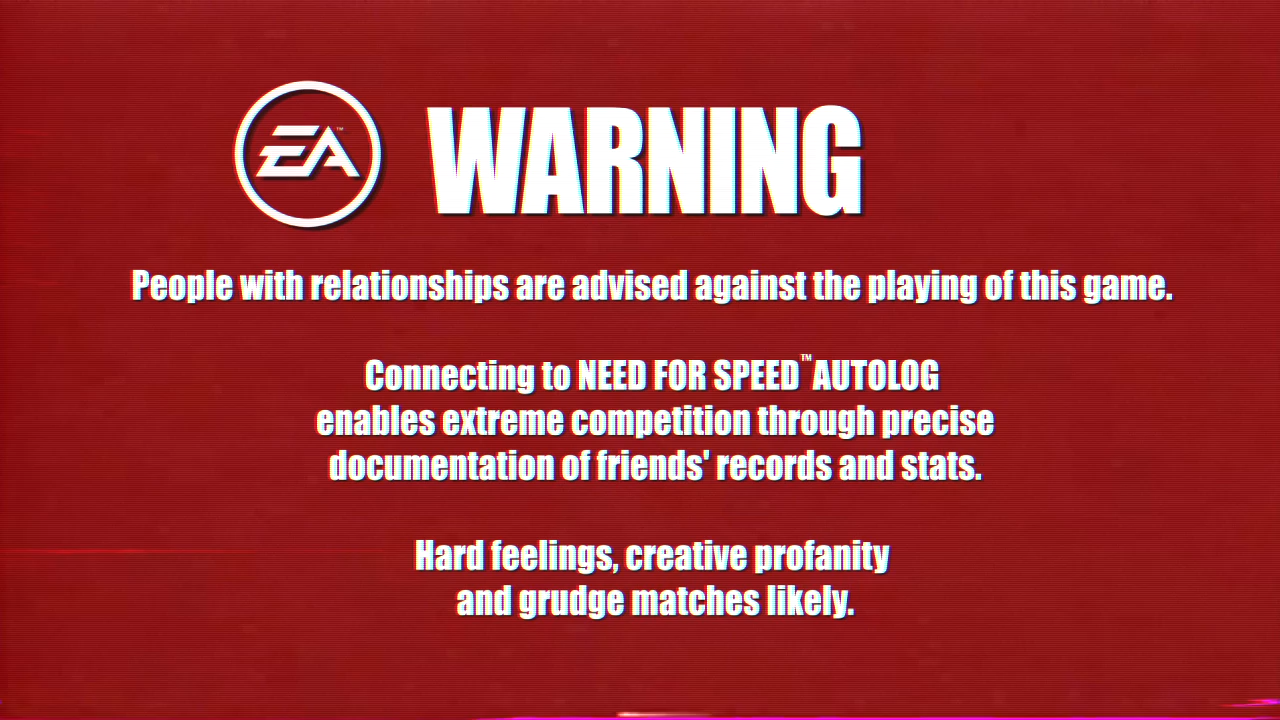 EA™ WARNING
People with relationships are advised against the playing of this game.
Connecting to NEED FOR SPEED™ AUTOLOG
enables extreme competition through precise
documentation of friends' records and stats.
Hard feelings, creative profanity
and grudge matches likely.